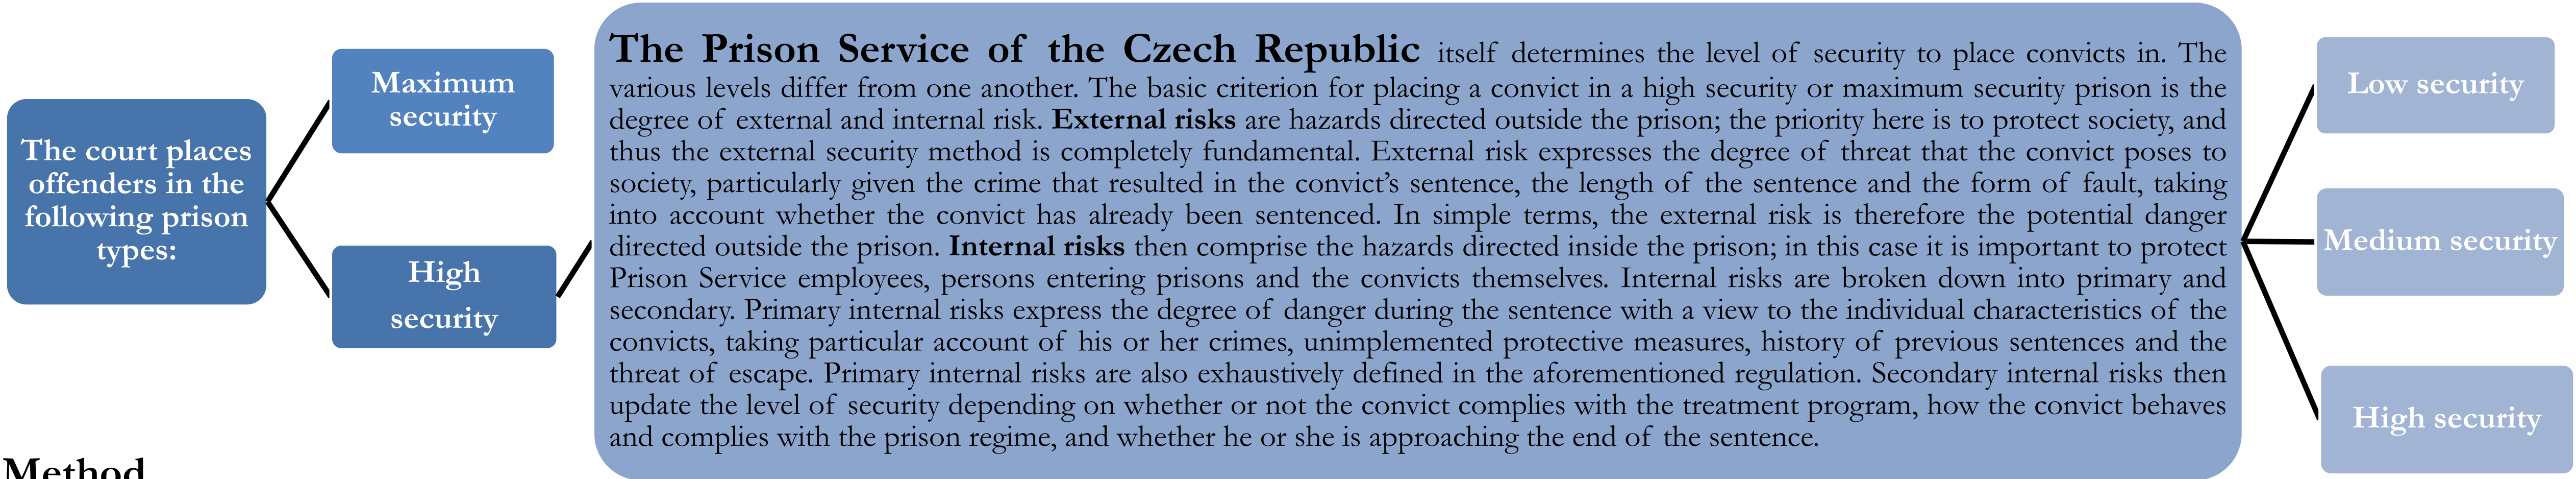 The court places
offenders in the
following prison
types:
Maximum
security
High
security
The Prison Service of the Czech Republic itself determines the level of security to place convicts in. The
various levels differ from one another. The basic criterion for placing a convict in a high security or maximum security prison is the
degree of external and internal risk. External risks are hazards directed outside the prison; the priority here is to protect society, and
thus the external security method is completely fundamental. External risk expresses the degree of threat that the convict poses to
society, particularly given the crime that resulted in the convict’s sentence, the length of the sentence and the form of fault, taking
into account whether the convict has already been sentenced. In simple terms, the external risk is therefore the potential danger
directed outside the prison. Internal risks then comprise the hazards directed inside the prison; in this case it is important to protect
Prison Service employees, persons entering prisons and the convicts themselves. Internal risks are broken down into primary and
secondary. Primary internal risks express the degree of danger during the sentence with a view to the individual characteristics of the
convicts, taking particular account of his or her crimes, unimplemented protective measures, history of previous sentences and the
threat of escape. Primary internal risks are also exhaustively defined in the aforementioned regulation. Secondary internal risks then
update the level of security depending on whether or not the convict complies with the treatment program, how the convict behaves
and complies with the prison regime, and whether he or she is approaching the end of the sentence.
Low security
Medium security
High security
Method